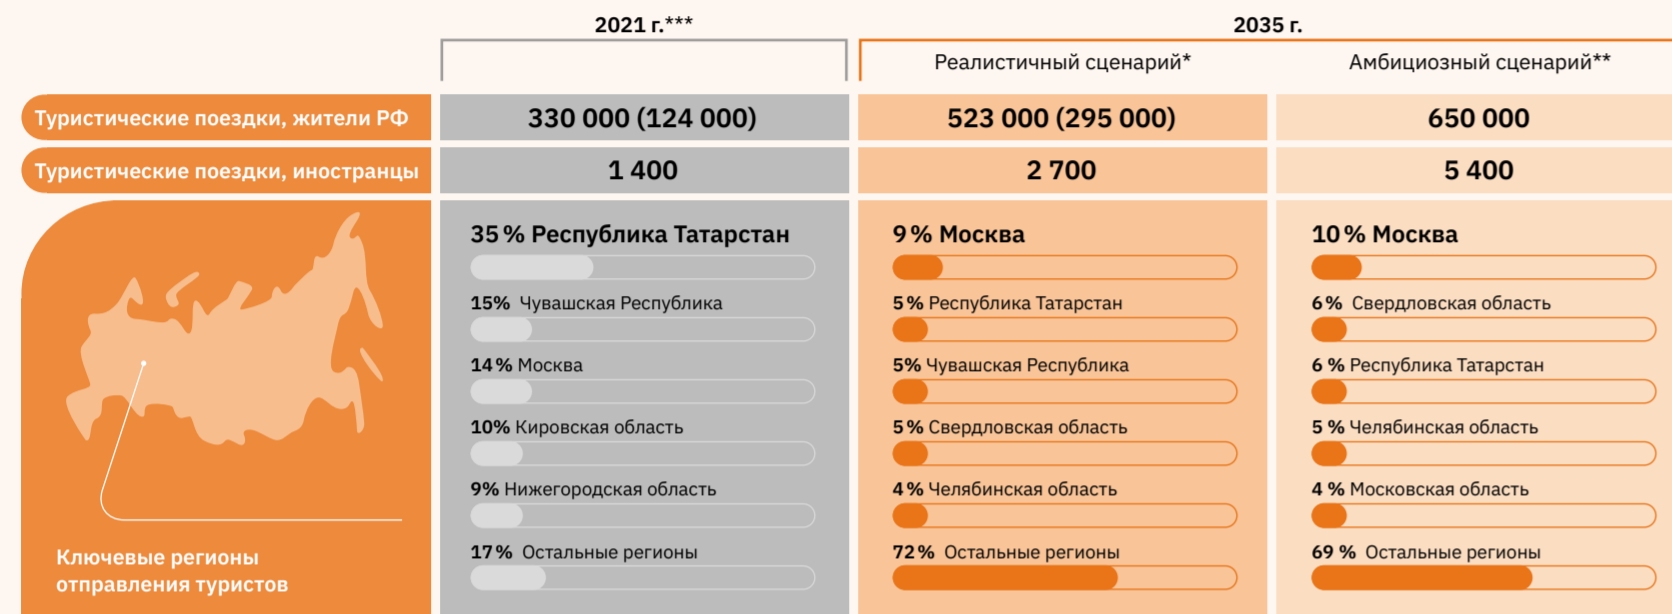 2021 г.***
2035 г.
Реалистичный сценарий*
Амбициозный сценарий**
Туристические поездки, жители РФ
330 000 (124 000)
523 000 (295 000)
650 000
Туристические поездки, иностранцы
1 400
2 700
5 400
Ключевые регионы
отправления туристов
35 % Республика Татарстан
15% Чувашская Республика
14 % Москва
10% Кировская область
9% Нижегородская область
17 % Остальные регионы
9 % Москва
5 % Республика Татарстан
5% Чувашская Республика
5 % Свердловская область
4 % Челябинская область
72 % Остальные регионы
10 % Москва
6 % Свердловская область
6 % Республика Татарстан
5 % Челябинская область
4 % Московская область
69 % Остальные регионы